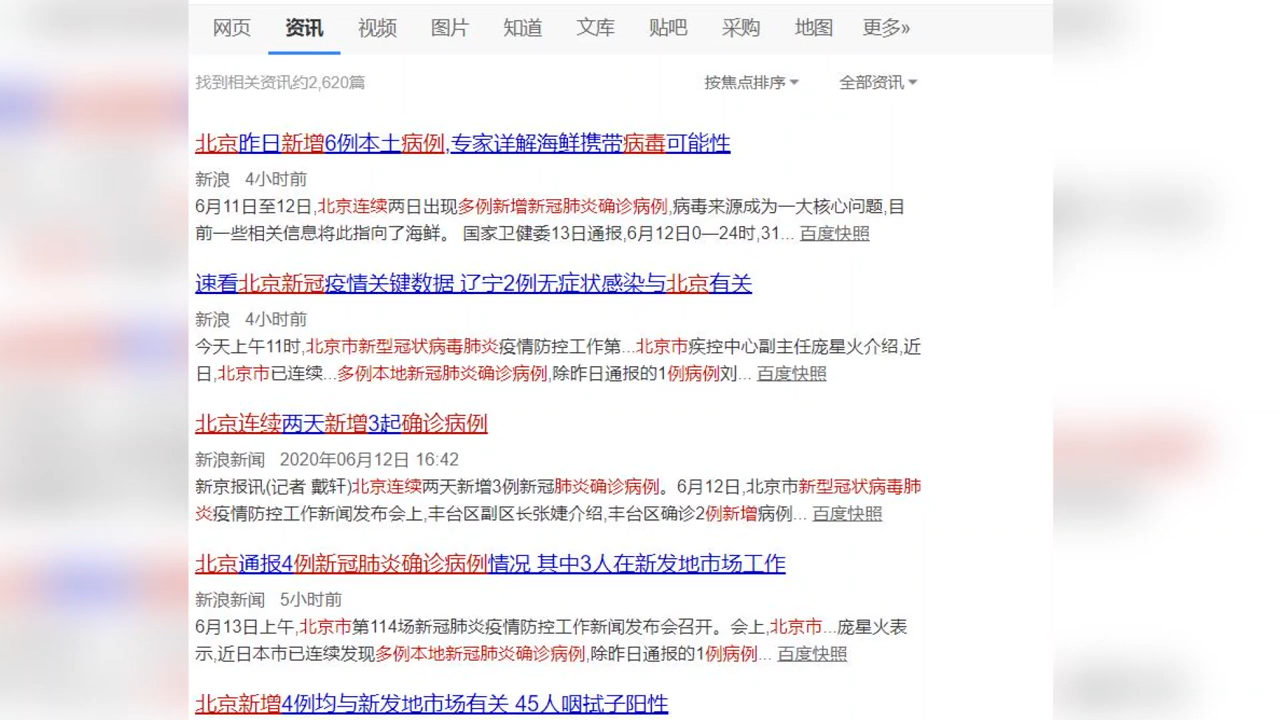 网页 资讯 视频 图片 知道 文库 贴吧 采购 地图 更多»
找到相关资讯约2,620篇 按焦点排序 全部资讯
北京昨日新增6例本土病例,专家详解海鲜携带病毒可能性
新浪 4小时前
6月11日至12日,北京连续两日出现多例新增新冠肺炎确诊病例,病毒来源成为一大核心问题,目
前一些相关信息将此指向了海鲜。 国家卫健委13日通报,6月12日0—24时,31... 百度快照
速看北京新冠疫情关键数据 辽宁2例无症状感染与北京有关
新浪 4小时前
今天上午11时,北京市新型冠状病毒肺炎疫情防控工作第...北京市疾控中心副主任庞星火介绍,近
日,北京市已连续...多例本地新冠肺炎确诊病例,除昨日通报的1例病例刘... 百度快照
北京连续两天新增3起确诊病例
新浪新闻 2020年06月12日 16:42
新京报讯(记者 戴轩)北京连续两天新增3例新冠肺炎确诊病例。6月12日,北京市新型冠状病毒肺
炎疫情防控工作新闻发布会上,丰台区副区长张婕介绍,丰台区确诊2例新增病例... 百度快照
北京通报4例新冠肺炎确诊病例情况 其中3人在新发地市场工作
新浪新闻 5小时前
6月13日上午,北京市第114场新冠肺炎疫情防控工作新闻发布会召开。会上,北京市...庞星火表
示,近日本市已连续发现多例本地新冠肺炎确诊病例,除昨日通报的1例病例... 百度快照
北京新增4例均与新发地市场有关 45人咽拭子阳性